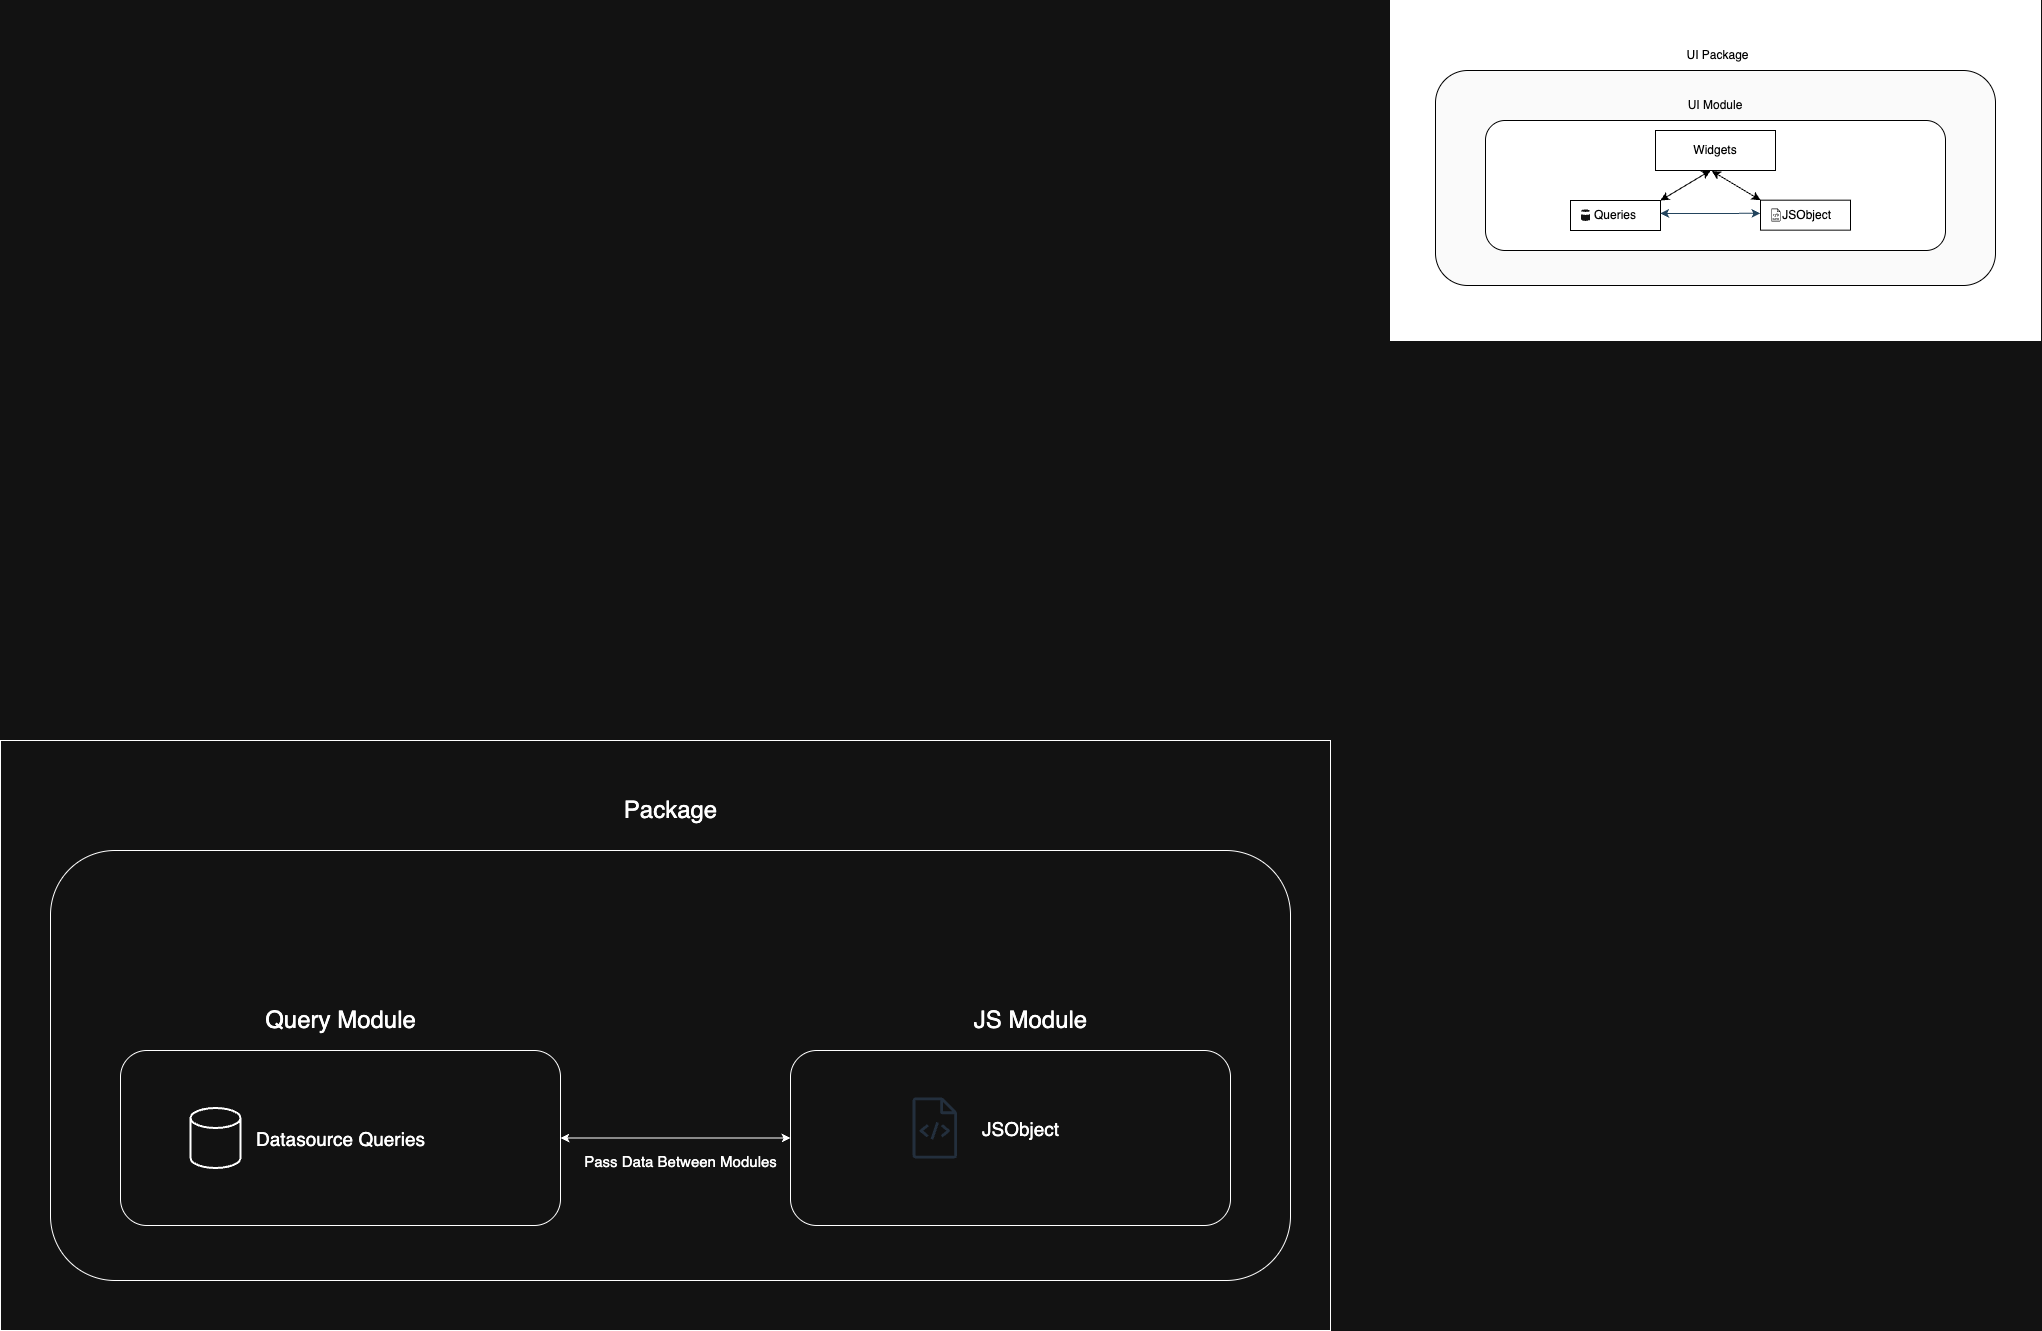 UI Package
UI Module
Widgets
Queries
JSObject
Package
Query Module
JS Module
Datasource Queries
JSObject
Pass Data Between Modules